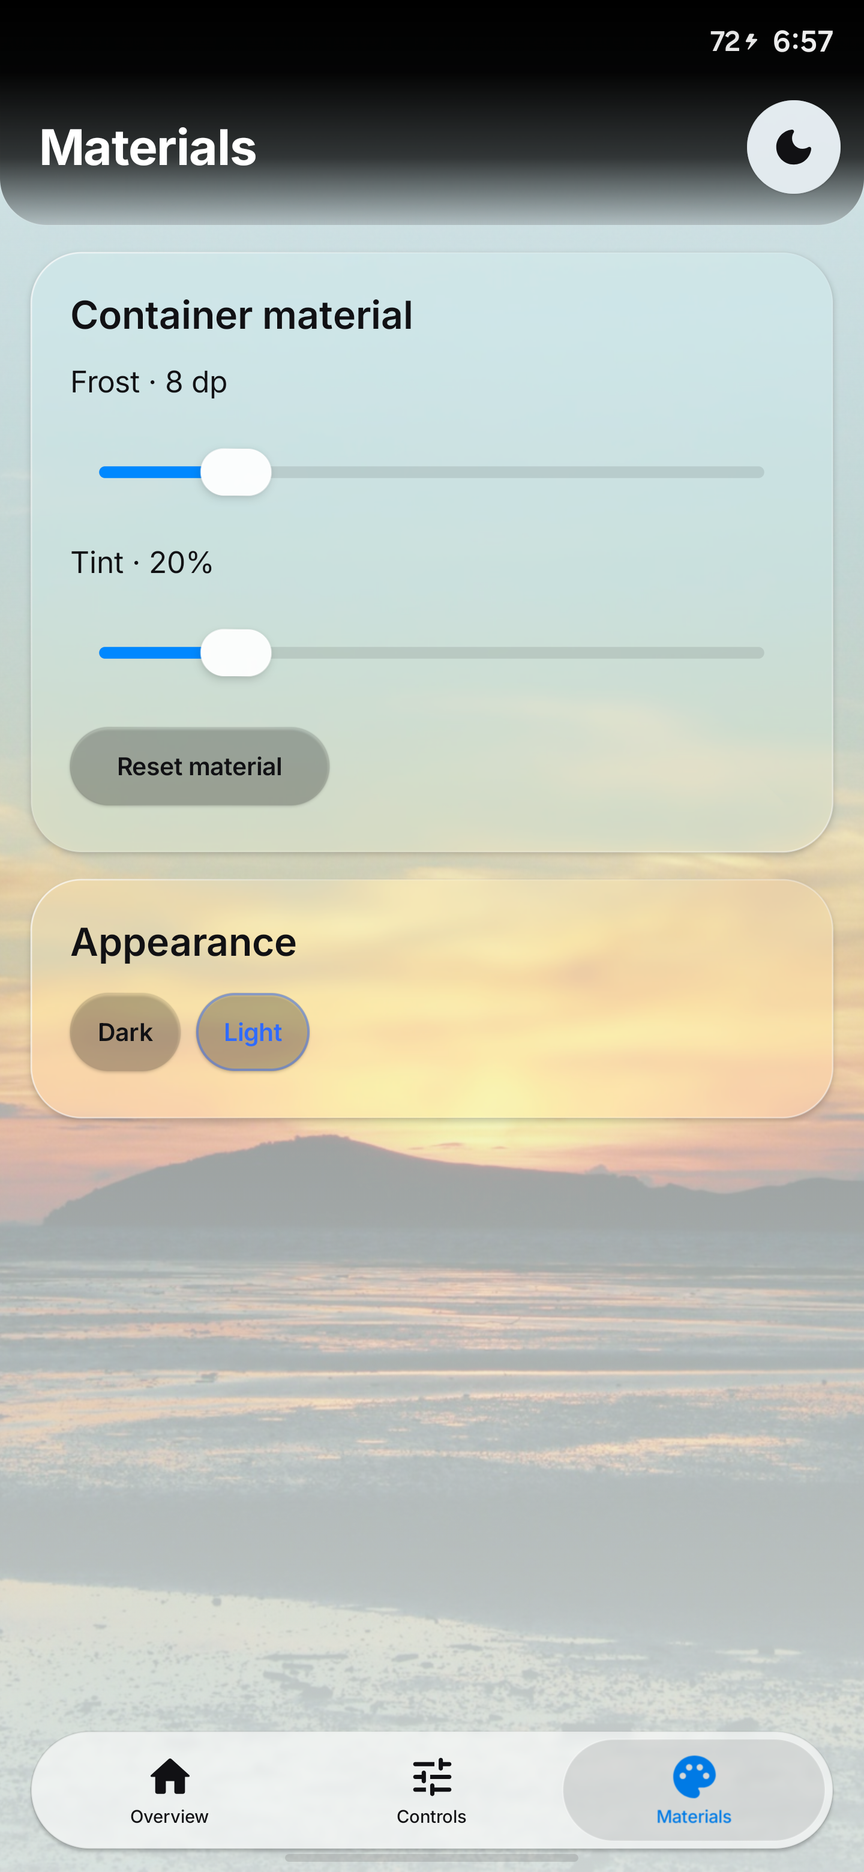 72 6:57
Materials
Container material
Frost · 8 dp
Tint · 20%
Reset material
Appearance
Dark Light
Overview Controls Materials